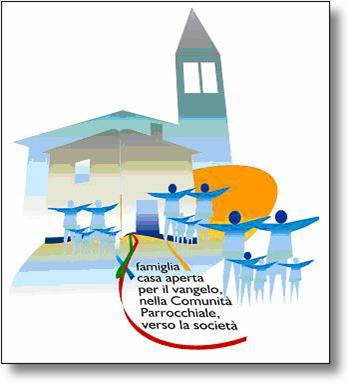 famiglia
casa aperta
per il vangelo,
nella Comunità
Parrocchiale,
verso la società